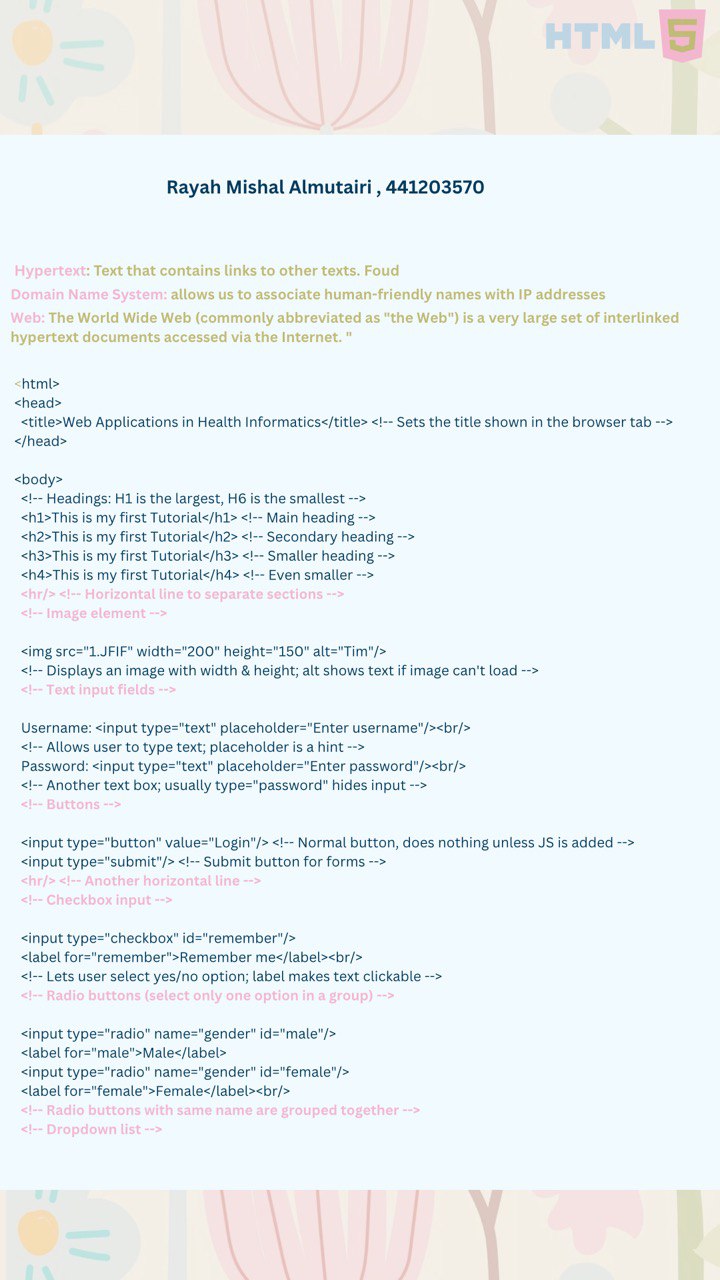 HTML 5
Rayah Mishal Almutairi , 441203570
Hypertext: Text that contains links to other texts. Foud
Domain Name System: allows us to associate human-friendly names with IP addresses
Web: The World Wide Web (commonly abbreviated as "the Web") is a very large set of interlinked
hypertext documents accessed via the Internet. "
<html>
<head>
<title>Web Applications in Health Informatics</title> <!-- Sets the title shown in the browser tab -->
</head>
<body>
<!-- Headings: H1 is the largest, H6 is the smallest -->
<h1>This is my first Tutorial</h1> <!-- Main heading -->
<h2>This is my first Tutorial</h2> <!-- Secondary heading -->
<h3>This is my first Tutorial</h3> <!-- Smaller heading -->
<h4>This is my first Tutorial</h4> <!-- Even smaller -->
<hr/> <!-- Horizontal line to separate sections -->
<!-- Image element -->
<img src="1.JFIF" width="200" height="150" alt="Tim"/>
<!-- Displays an image with width & height; alt shows text if image can't load -->
<!-- Text input fields -->
Username: <input type="text" placeholder="Enter username"/><br/>
<!-- Allows user to type text; placeholder is a hint -->
Password: <input type="text" placeholder="Enter password"/><br/>
<!-- Another text box; usually type="password" hides input -->
<!-- Buttons -->
<input type="button" value="Login"/> <!-- Normal button, does nothing unless JS is added -->
<input type="submit"/> <!-- Submit button for forms -->
<hr/> <!-- Another horizontal line -->
<!-- Checkbox input -->
<input type="checkbox" id="remember"/>
<label for="remember">Remember me</label><br/>
<!-- Lets user select yes/no option; label makes text clickable -->
<!-- Radio buttons (select only one option in a group) -->
<input type="radio" name="gender" id="male"/>
<label for="male">Male</label>
<input type="radio" name="gender" id="female"/>
<label for="female">Female</label><br/>
<!-- Radio buttons with same name are grouped together -->
<!-- Dropdown list -->